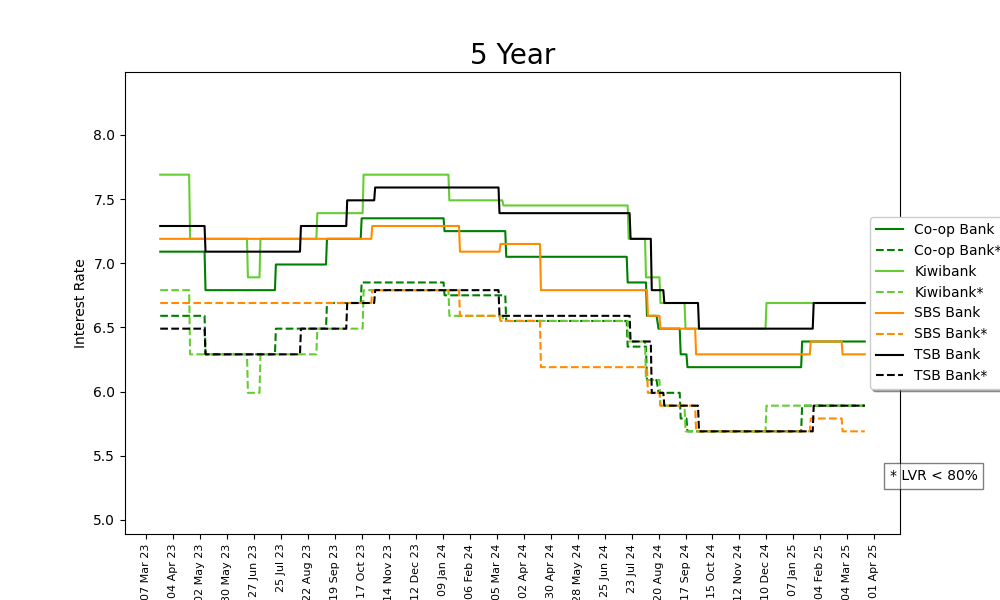 5 Year
Interest Rate
8.0
7.5
7.0
6.5
6.0
5.5
5.0
07 Mar 23
04 Apr 23
02 May 23
30 May 23
27 Jun 23
25 Jul 23
22 Aug 23
19 Sep 23
17 Oct 23
14 Nov 23
12 Dec 23
09 Jan 24
06 Feb 24
05 Mar 24
02 Apr 24
30 Apr 24
28 May 24
25 Jun 24
23 Jul 24
20 Aug 24
17 Sep 24
15 Oct 24
12 Nov 24
10 Dec 24
07 Jan 25
04 Feb 25
04 Mar 25
01 Apr 25
Co-op Bank
Co-op Bank*
Kiwibank
Kiwibank*
SBS Bank
SBS Bank*
TSB Bank
TSB Bank*
* LVR < 80%